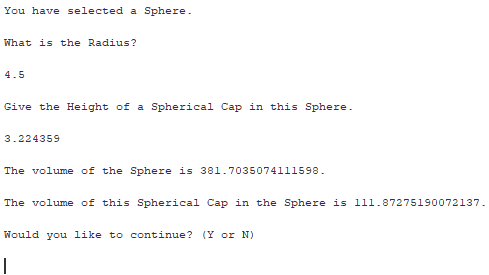 You have selected a Sphere.
What is the Radius?
4.5
Give the Height of a Spherical Cap in this Sphere.
3.224359
The volume of the Sphere is 381.7035074111598.
The volume of this Spherical Cap in the Sphere is 111.87275190072137.
Would you like to continue? (Y or N)